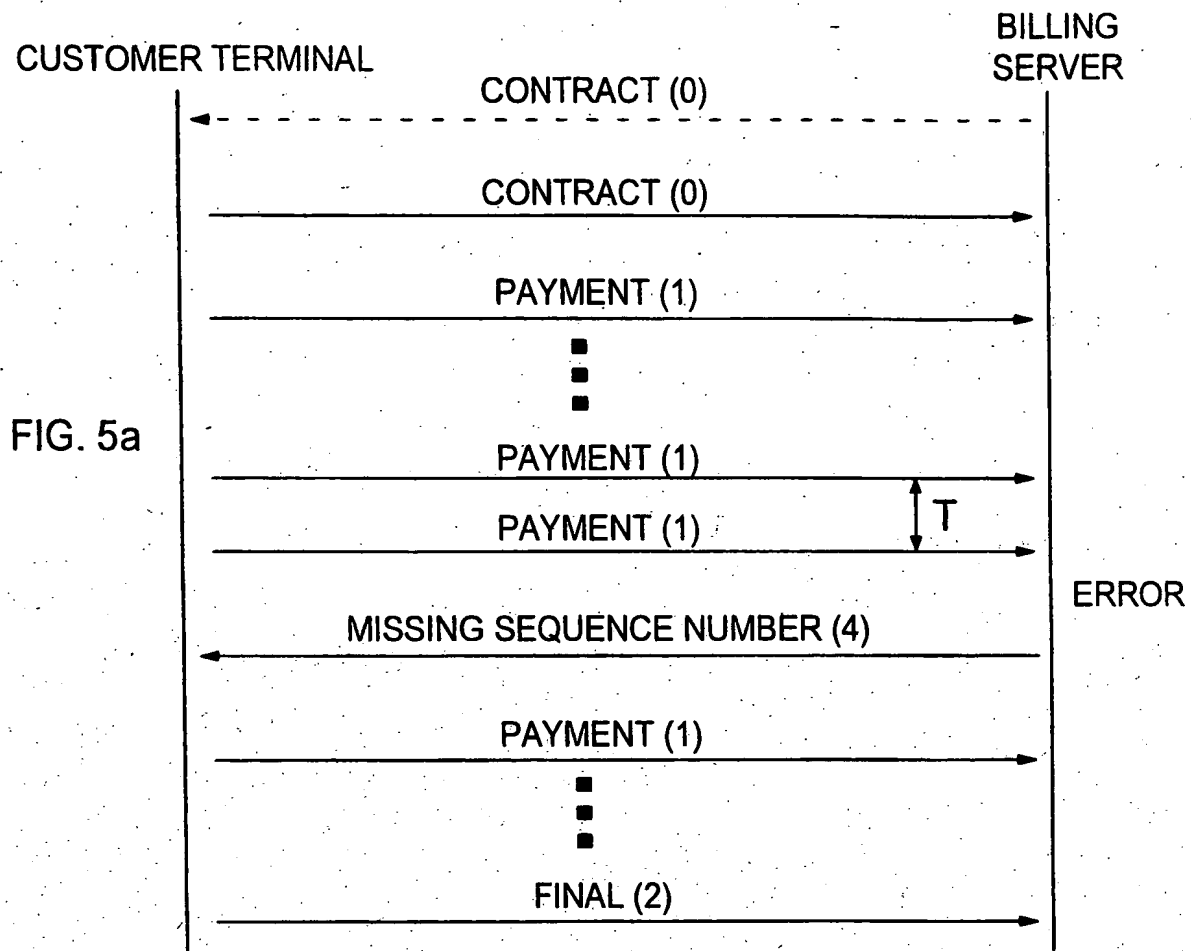 CUSTOMER TERMINAL
BILLING
SERVER
CONTRACT (0)
CONTRACT (0)
PAYMENT (1)
FIG. 5a
PAYMENT (1)
T
PAYMENT (1)
ERROR
MISSING SEQUENCE NUMBER (4)
PAYMENT (1)
FINAL (2)